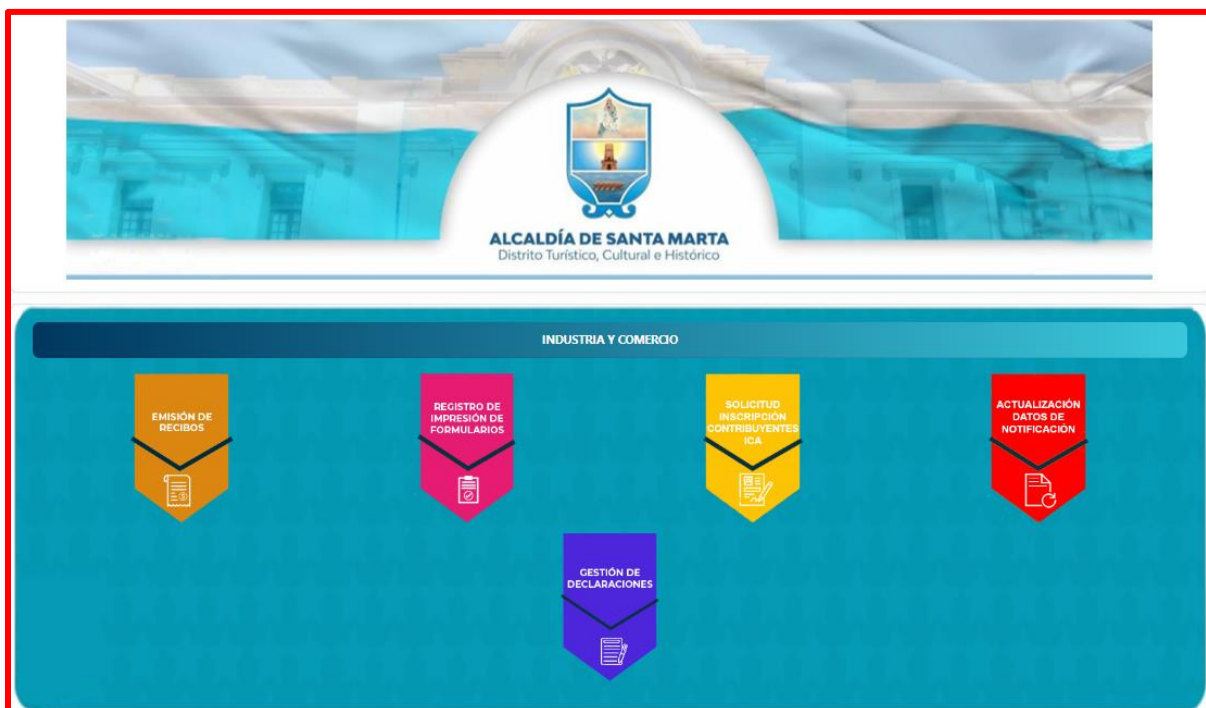 ALCALDÍA DE SANTA MARTA
Distrito Turístico, Cultural e Histórico
INDUSTRIA Y COMERCIO
EMISIÓN DE
RECIBOS
REGISTRO DE
IMPRESIÓN DE
FORMULARIOS
SOLICITUD
INSCRIPCIÓN
CONTRIBUYENTES
ICA
ACTUALIZACIÓN
DATOS DE
NOTIFICACIÓN
GESTIÓN DE
DECLARACIONES